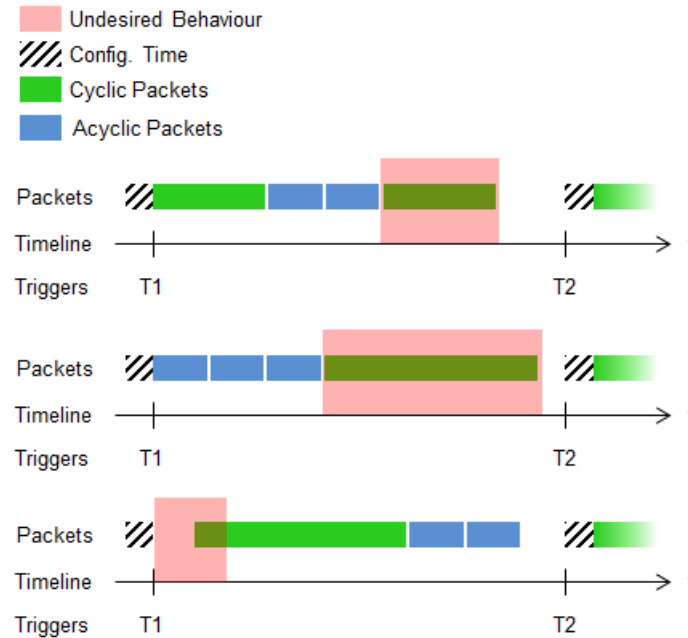 Undesired Behaviour
Config. Time
Cyclic Packets
Acyclic Packets
Packets
Timeline
Triggers T1 T2
Packets
Timeline
Triggers T1 T2
Packets
Timeline
Triggers T1 T2